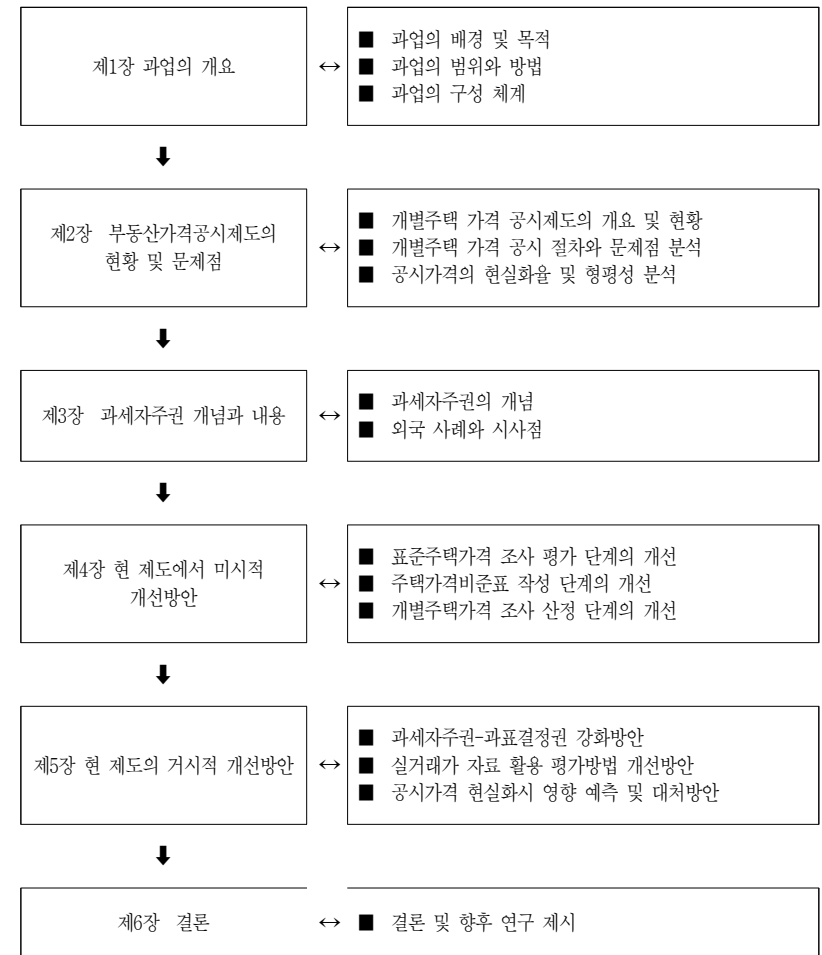 제1장 과업의 개요 ↔
■ 과업의 배경 및 목적
■ 과업의 범위와 방법
■ 과업의 구성 체계
⬇
제2장 부동산가격공시제도의
현황 및 문제점 ↔
■ 개별주택 가격 공시제도의 개요 및 현황
■ 개별주택 가격 공시 절차와 문제점 분석
■ 공시가격의 현실화율 및 형평성 분석
⬇
제3장 과세자주권 개념과 내용 ↔
■ 과세자주권의 개념
■ 외국 사례와 시사점
⬇
제4장 현 제도에서 미시적
개선방안 ↔
■ 표준주택가격 조사 평가 단계의 개선
■ 주택가격비준표 작성 단계의 개선
■ 개별주택가격 조사 산정 단계의 개선
⬇
제5장 현 제도의 거시적 개선방안 ↔
■ 과세자주권-과표결정권 강화방안
■ 실거래가 자료 활용 평가방법 개선방안
■ 공시가격 현실화시 영향 예측 및 대처방안
⬇
제6장 결론 ↔
■ 결론 및 향후 연구 제시